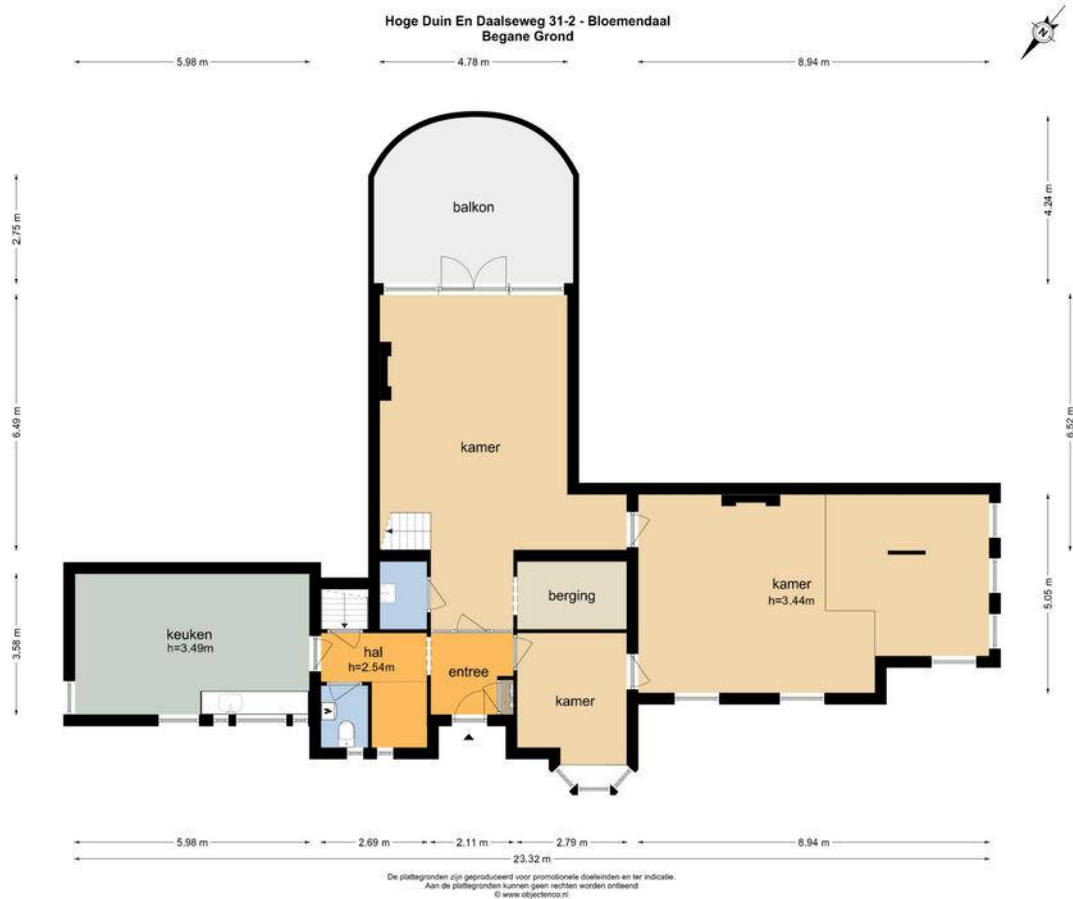 Hoge Duin En Daalseweg 31-2 - Bloemendaal
Begane Grond
N
5.98 m
4.78 m
8.94 m
2.75 m
4.24 m
balkon
6.49 m
6.52 m
kamer
berging
kamer
h=3.44m
5.05 m
3.58 m
keuken
h=3.49m
hal
h=2.54m
entree
kamer
5.98 m
2.69 m
2.11 m
2.79 m
8.94 m
23.32 m
De plattegronden zijn geproduceerd voor promotionele doeleinden en ter indicatie.
Aan de plattegronden kunnen geen rechten worden ontleend
© www.objectenco.nl